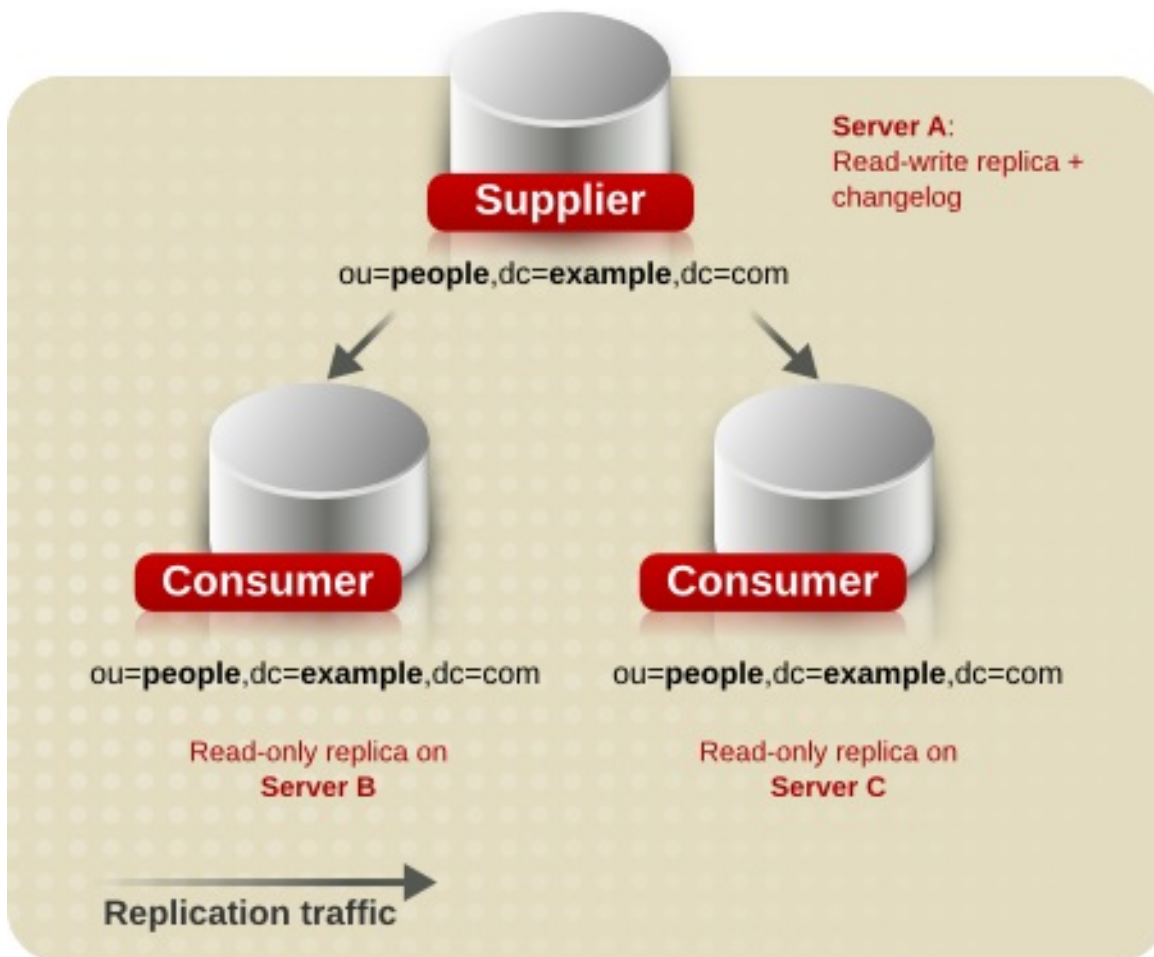 Server A:
Read-write replica +
changelog
Supplier
ou=people,dc=example,dc=com
Consumer
Consumer
ou=people,dc=example,dc=com
ou=people,dc=example,dc=com
Read-only replica on
Server B
Read-only replica on
Server C
Replication traffic